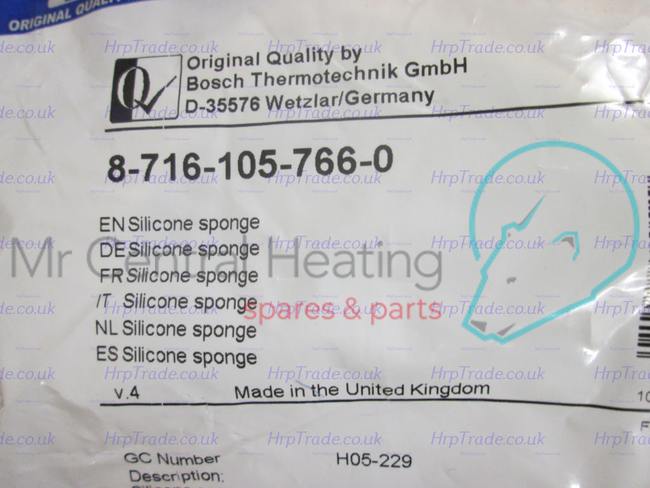 ORIGINAL
Original Quality by
Bosch Thermotechnik GmbH
D-35576 Wetzlar/Germany
8-716-105-766-0
EN Silicone sponge
DE Silicone sponge
FR Silicone sponge
IT Silicone sponge
NL Silicone sponge
ES Silicone sponge
Mr Central Heating
spares & parts
v.4 Made in the United Kingdom
GC Number H05-229
Description:
HrpTrade.co.uk